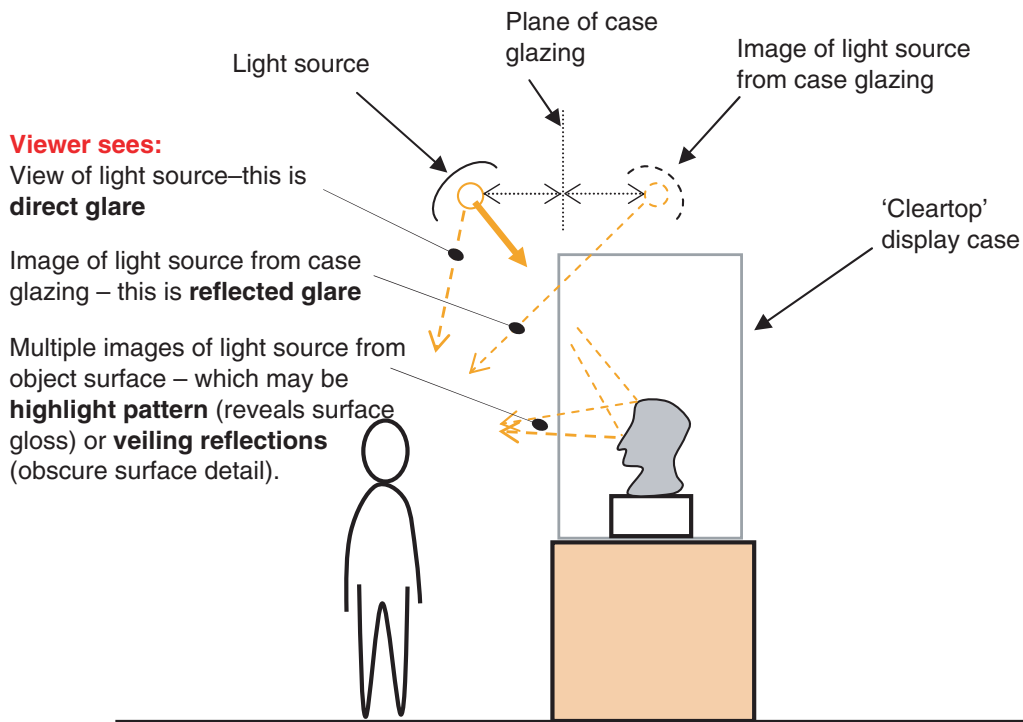 Plane of case
glazing
Light source
Image of light source
from case glazing
Viewer sees:
View of light source–this is
direct glare
‘Cleartop’
display case
Image of light source from case
glazing – this is reflected glare
Multiple images of light source from
object surface – which may be
highlight pattern (reveals surface
gloss) or veiling reflections
(obscure surface detail).